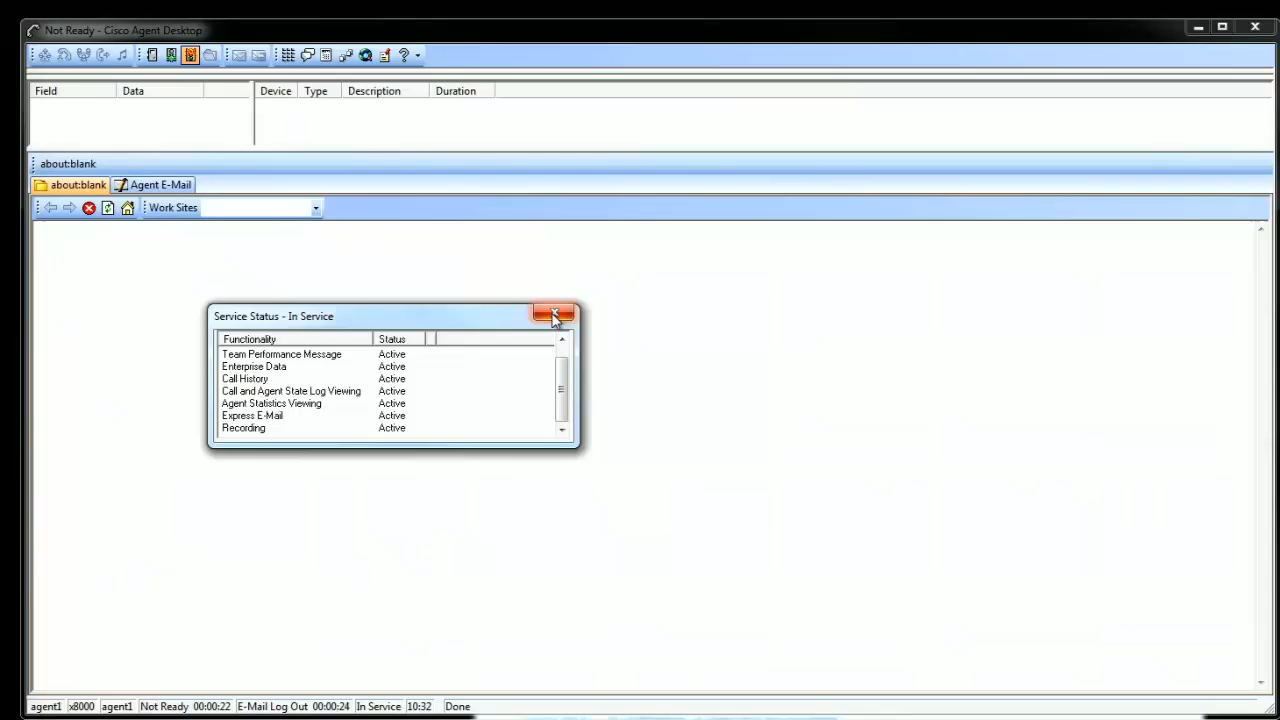 Not Ready - Cisco Agent Desktop
Field Data Device Type Description Duration
about:blank
about:blank Agent E-Mail
Work Sites
Service Status - In Service
Functionality Status
Team Performance Message Active
Enterprise Data Active
Call History Active
Call and Agent State Log Viewing Active
Agent Statistics Viewing Active
Express E-Mail Active
Recording Active
agent1 x8000 agent1 Not Ready 00:00:22 E-Mail Log Out 00:00:24 In Service 10:32 Done